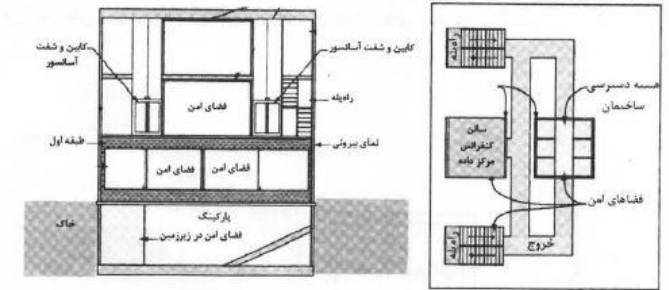 کابین و شفت
آسانسور
کابین و شفت آسانسور
فضای امن
راه‌پله
طبقه اول
نمای بیرونی
فضای امن
فضای امن
خاک
پارکینگ
فضای امن در زیرزمین
راه‌پله
هسته دسترسی
ساختمان
سالن
کنفرانس
مرکز داده
فضاهای امن
راه‌پله
خروج